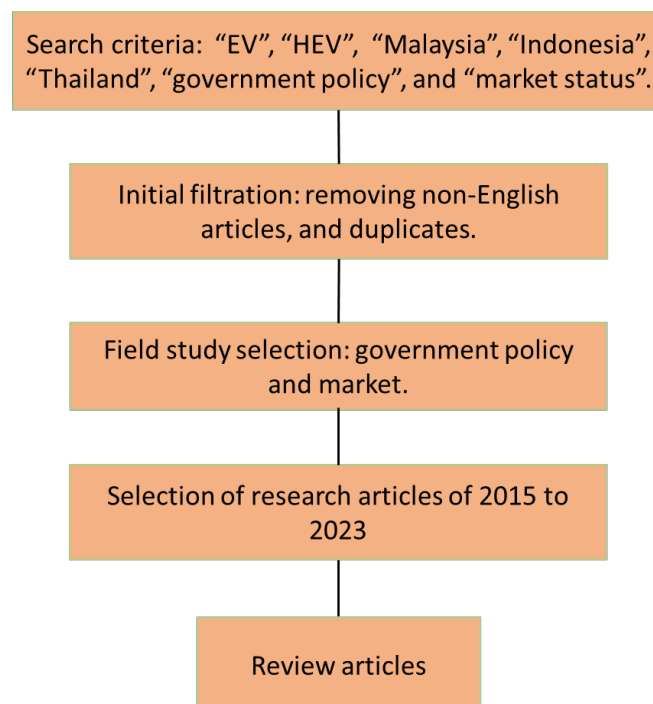 Search criteria:  “EV”, “HEV”,  “Malaysia”, “Indonesia”,
“Thailand”, “government policy”, and “market status”.
Initial filtration: removing non-English
articles, and duplicates.
Field study selection: government policy
and market.
Selection of research articles of 2015 to
2023
Review articles